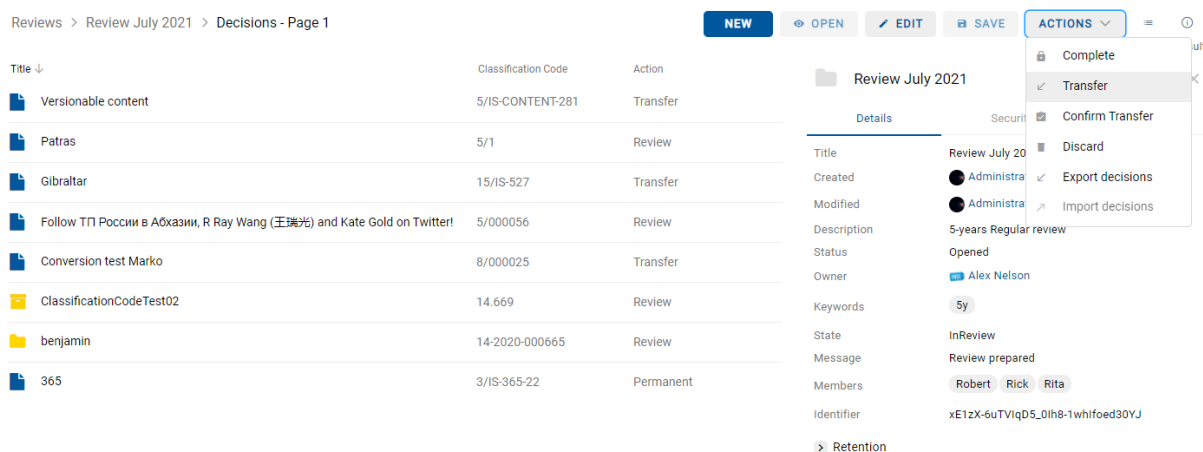 Reviews > Review July 2021 > Decisions - Page 1
NEW
OPEN
EDIT
SAVE
ACTIONS
Complete
Transfer
Confirm Transfer
Discard
Export decisions
Import decisions
Title Classification Code Action
Versionable content 5/IS-CONTENT-281 Transfer
Patras 5/1 Review
Gibraltar 15/IS-527 Transfer
Follow ТП России в Абхазии, R Ray Wang (王瑞光) and Kate Gold on Twitter! 5/000056 Review
Conversion test Marko 8/000025 Transfer
ClassificationCodeTest02 14.669 Review
benjamin 14-2020-000665 Review
365 3/IS-365-22 Permanent
Review July 2021
Details Securit
Title Review July 20
Created Administra
Modified Administra
Description 5-years Regular review
Status Opened
Owner Alex Nelson
Keywords 5y
State InReview
Message Review prepared
Members Robert Rick Rita
Identifier xE1zX-6uTVIqD5_0Ih8-1whIfoed30YJ
> Retention